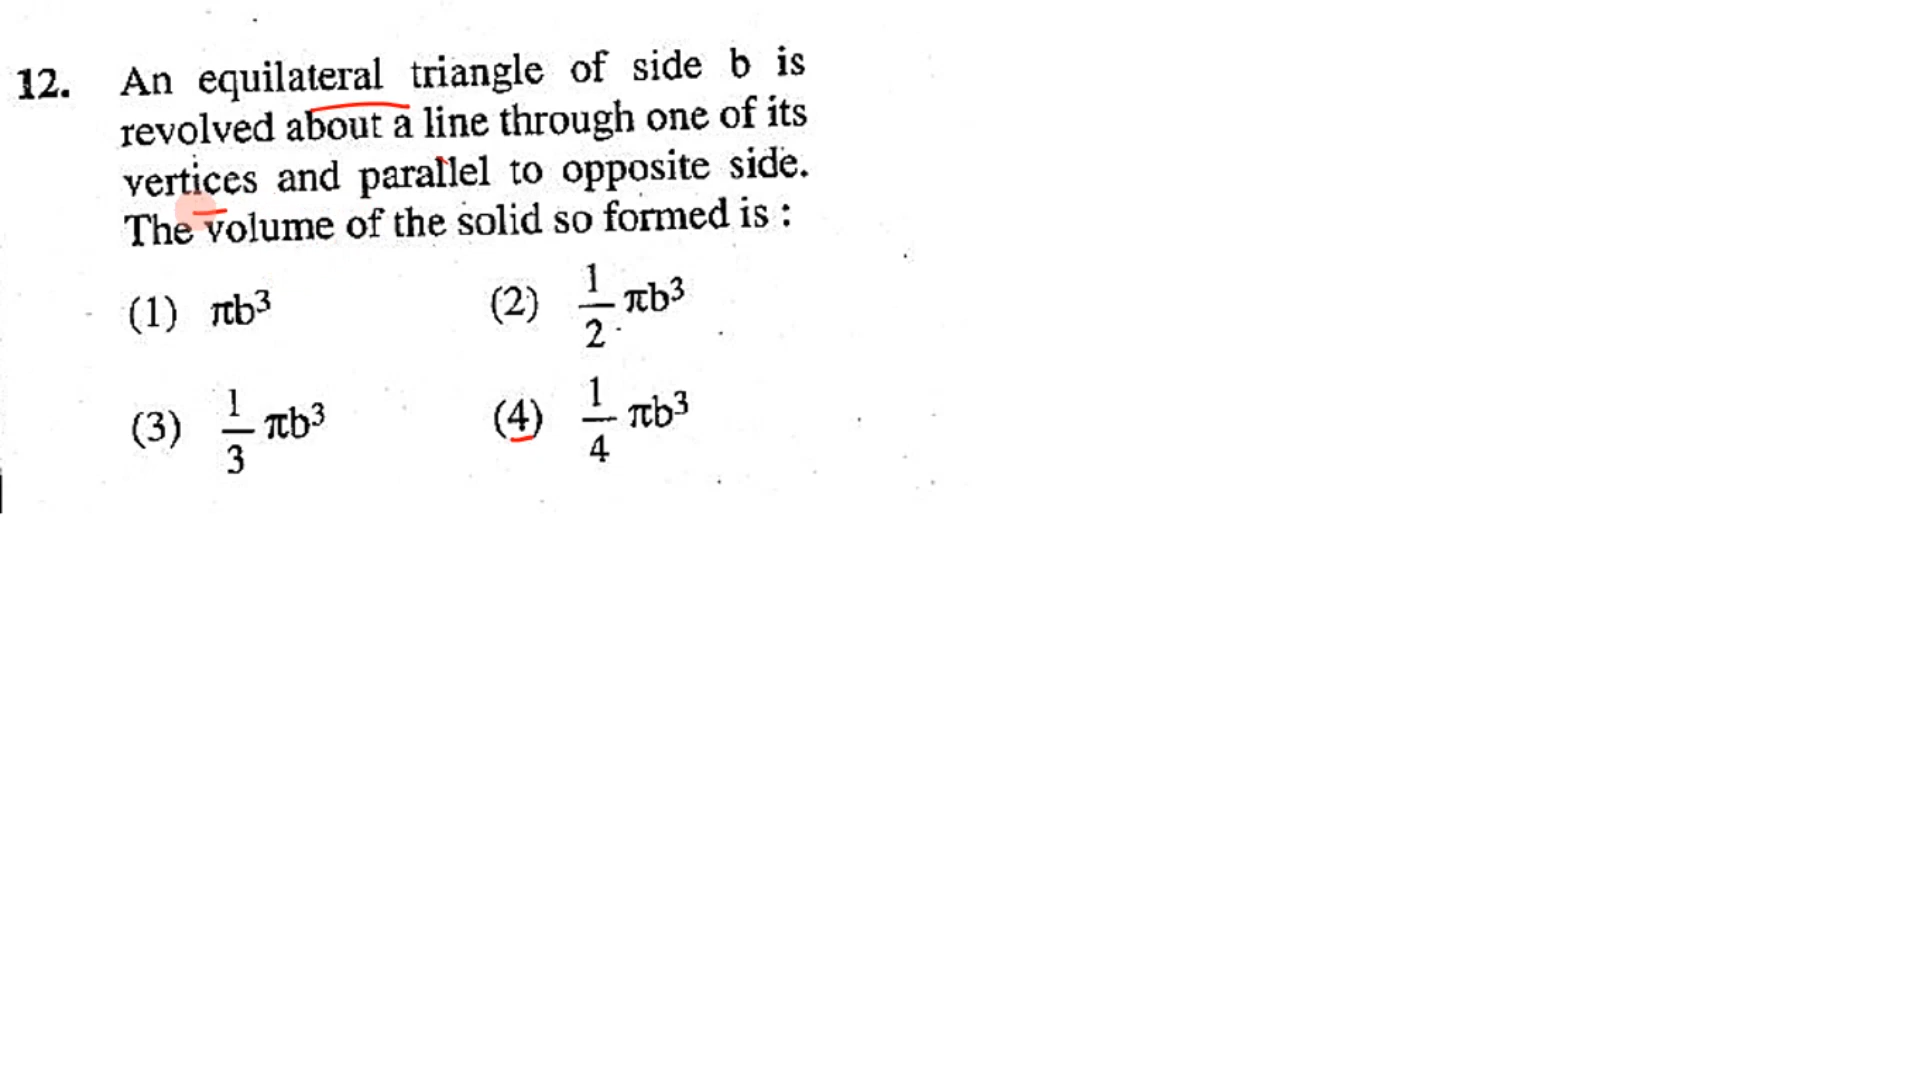 12. An equilateral triangle of side b is
revolved about a line through one of its
vertices and parallel to opposite side.
The volume of the solid so formed is :
(1) πb³ (2) 1/2 πb³
(3) 1/3 πb³ (4) 1/4 πb³